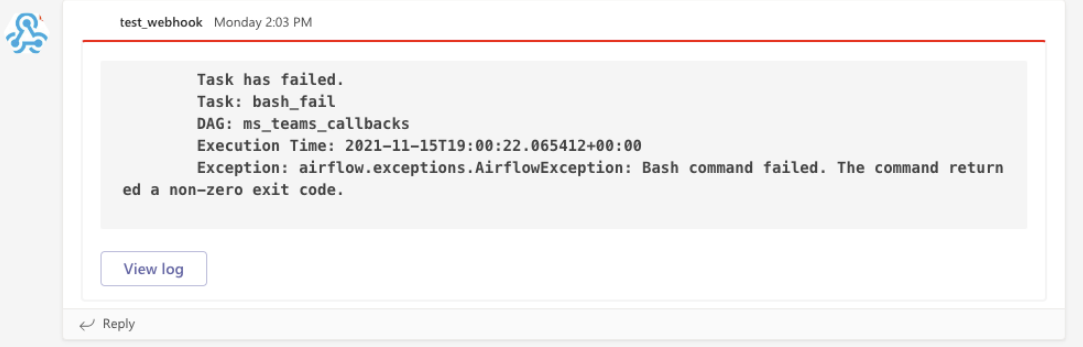 test_webhook Monday 2:03 PM
Task has failed.
Task: bash_fail
DAG: ms_teams_callbacks
Execution Time: 2021-11-15T19:00:22.065412+00:00
Exception: airflow.exceptions.AirflowException: Bash command failed. The command return
ed a non-zero exit code.
View log
Reply